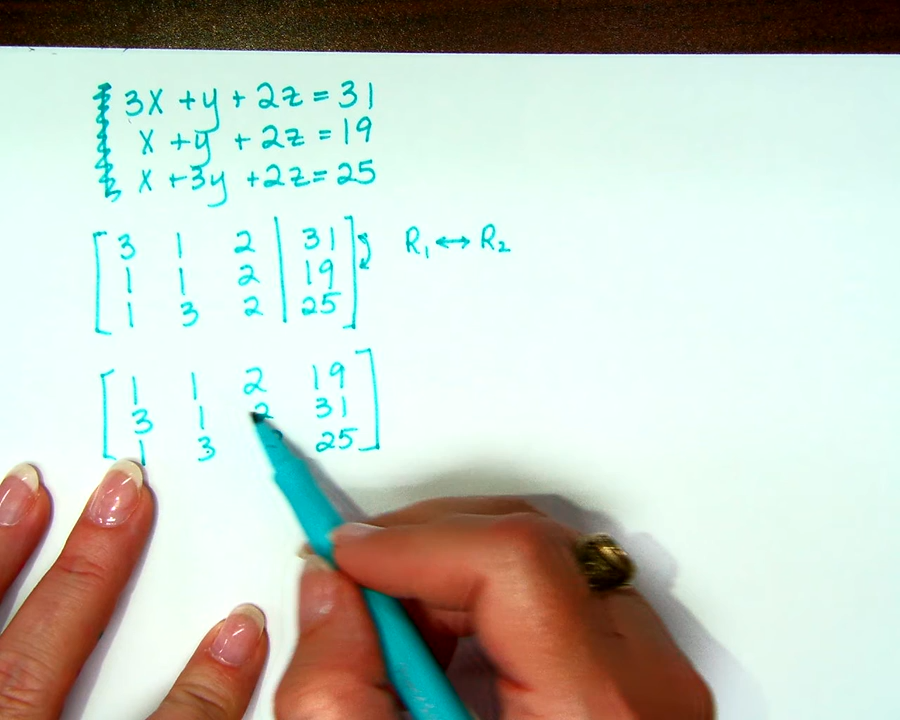 3x + y + 2z = 31
x + y + 2z = 19
x + 3y + 2z = 25
3 1 2 31 R₁ ↔ R₂
1 1 2 19
1 3 2 25
1 1 2 19
3 1 2 31
1 3 25